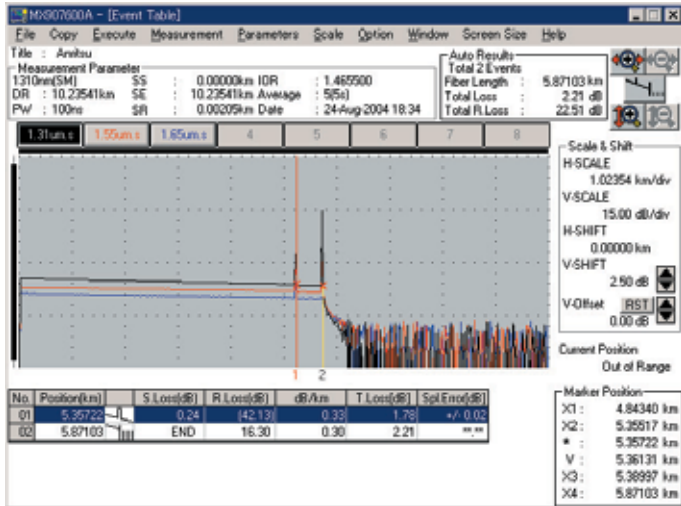 MX907600A - [Event Table]
File Copy Execute Measurement Parameters Scale Option Window Screen Size Help
Title : Anritsu
Measurement Parameter
1310nm(SM) SS : 0.00000km IOR : 1.465500
DR : 10.23541km SE : 10.23541km Average : 5(5s)
PW : 100ns SR : 0.00205km Date : 24-Aug-2004 18:34
Auto Results
Total 2 Events
Fiber Length : 5.87103 km
Total Loss : 2.21 dB
Total R.Loss : 22.51 dB
1.31um.s 1.55um.s 1.65um.s 4 5 6 7 8
Scale & Shift
H-SCALE
1.02354 km/div
V-SCALE
15.00 dB/div
H-SHIFT
0.00000 km
V-SHIFT
2.50 dB
V-Offset RST
0.00 dB
Current Position
Out of Range
1 2
No. Position(km) S.Loss(dB) R.Loss(dB) dB/km T.Loss(dB) Spl.Error(dB)
01 5.35722 0.24 (42.13) 0.33 1.78 +/- 0.02
02 5.87103 END 16.30 0.30 2.21 **.**
Marker Position
X1 : 4.84340 km
X2 : 5.35517 km
* : 5.35722 km
V : 5.36131 km
X3 : 5.38997 km
X4 : 5.87103 km